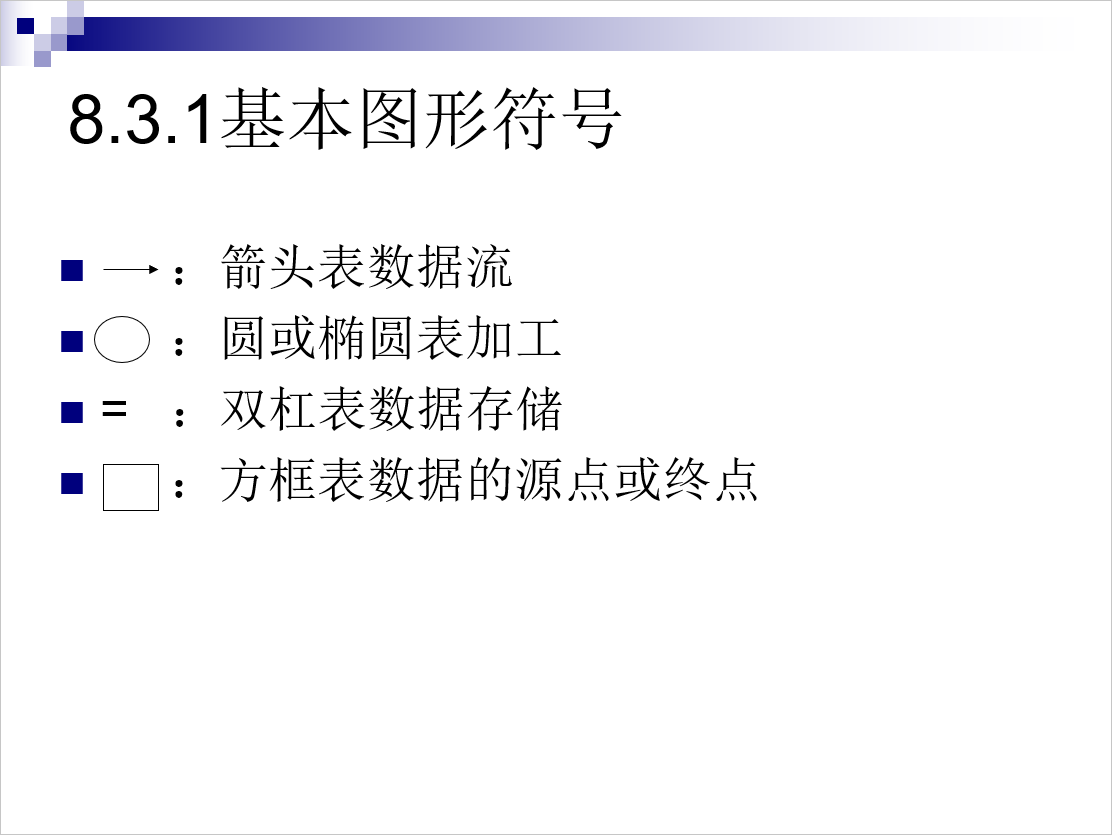 8.3.1基本图形符号
：箭头表数据流
：圆或椭圆表加工
= ：双杠表数据存储
：方框表数据的源点或终点